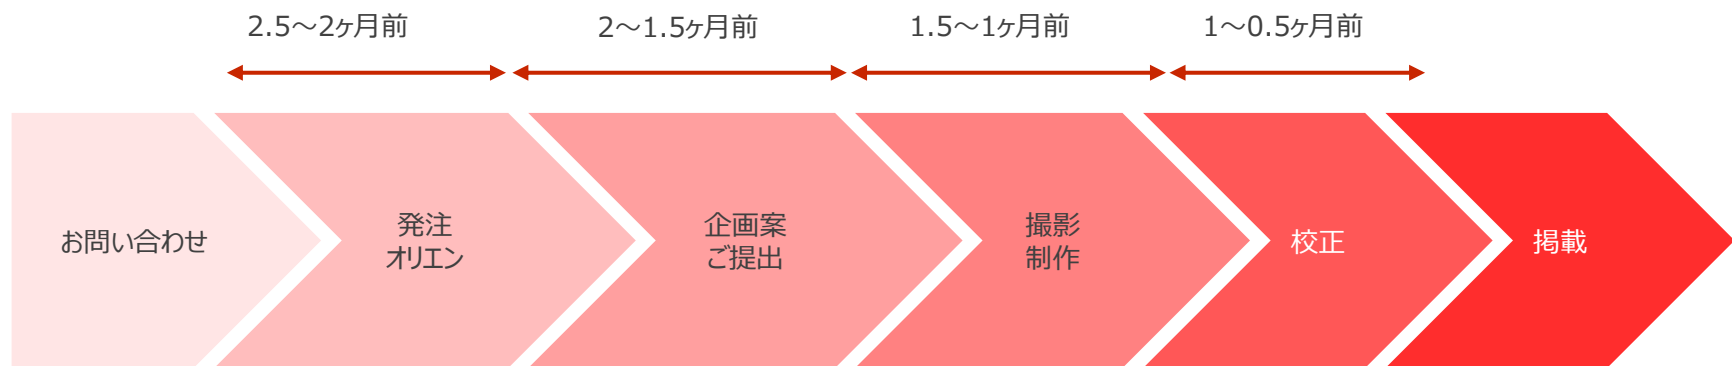 2.5～2ヶ月前
2～1.5ヶ月前
1.5～1ヶ月前
1～0.5ヶ月前
お問い合わせ
発注
オリエン
企画案
ご提出
撮影
制作
校正
掲載